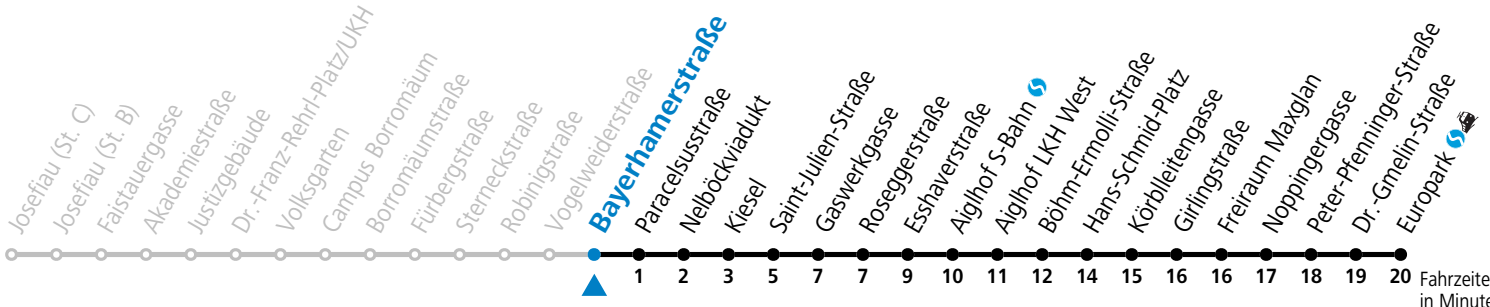 Josefiau (St. C)
Josefiau (St. B)
Faistauergasse
Akademiestraße
Justizgebäude
Dr.-Franz-Rehrl-Platz/UKH
Volksgarten
Campus Borromäum
Borromäumstraße
Fürbergstraße
Sterneckstraße
Robinigstraße
Vogelweiderstraße
Bayerhamerstraße
Paracelsusstraße
Nelböckviadukt
Kiesel
Saint-Julien-Straße
Gaswerkgasse
Roseggerstraße
Esshaverstraße
Aiglhof S-Bahn
Aiglhof LKH West
Böhm-Ermolli-Straße
Hans-Schmid-Platz
Körblleitengasse
Girlingstraße
Freiraum Maxglan
Noppingergasse
Peter-Pfenninger-Straße
Dr.-Gmelin-Straße
Europark
1 2 3 5 7 7 9 10 11 12 14 15 16 16 17 18 19 20 Fahrzeite
in Minute